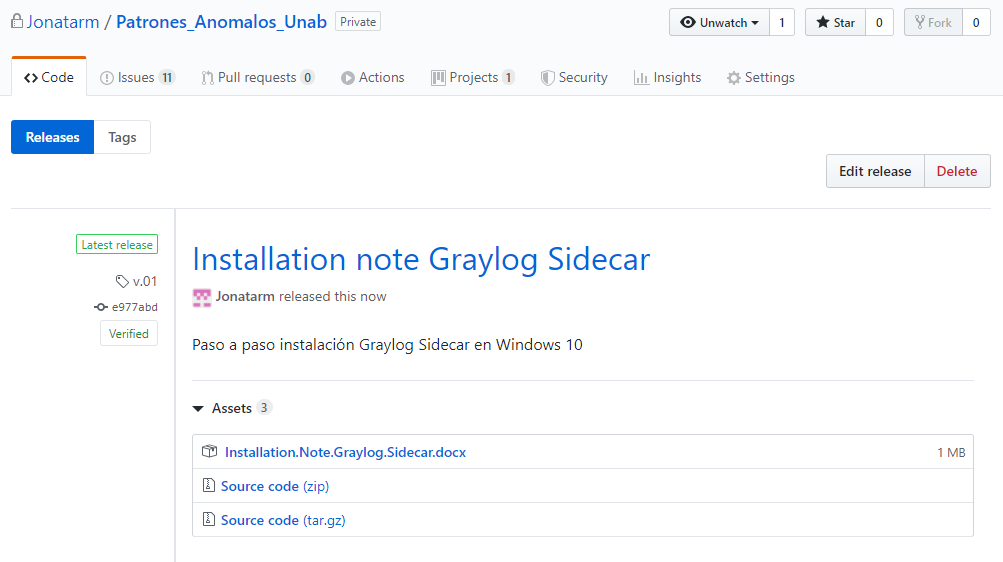 Jonatarm / Patrones_Anomalos_Unab Private Unwatch 1 Star 0 Fork 0
Code Issues 11 Pull requests 0 Actions Projects 1 Security Insights Settings
Releases Tags
Edit release Delete
Latest release
Installation note Graylog Sidecar
v.01
Jonatarm released this now
e977abd
Verified
Paso a paso instalación Graylog Sidecar en Windows 10
Assets 3
Installation.Note.Graylog.Sidecar.docx 1 MB
Source code (zip)
Source code (tar.gz)